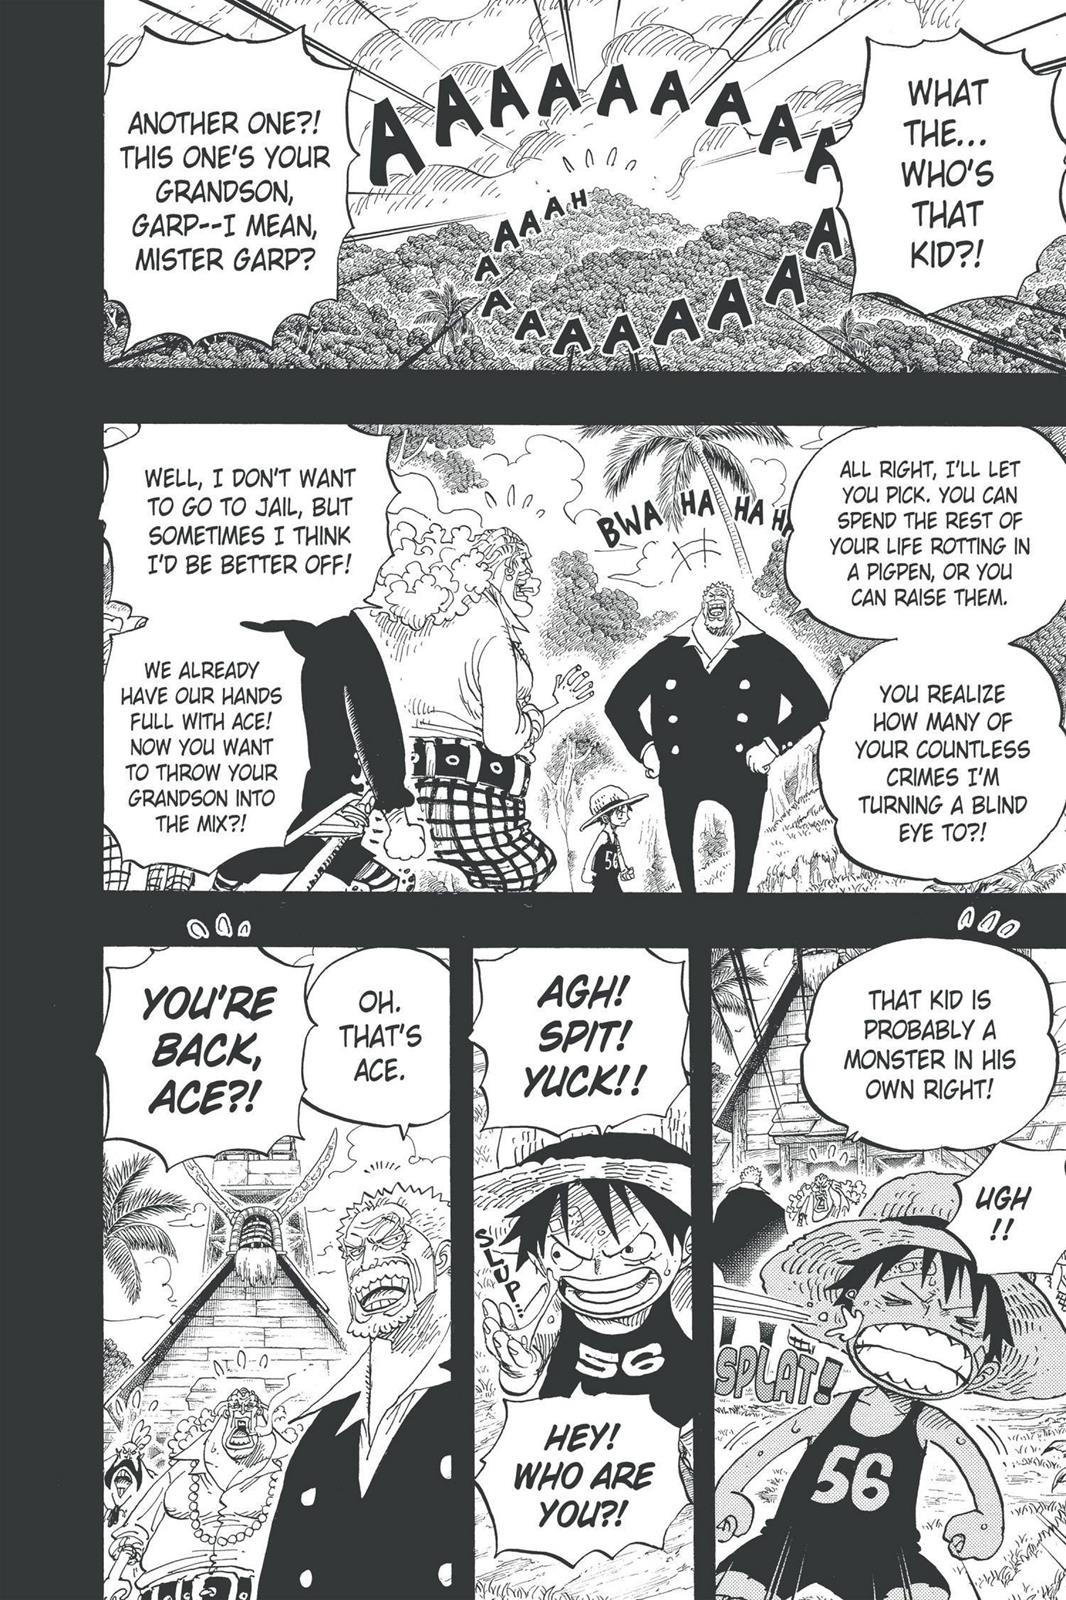 WHAT
THE...
WHO'S
THAT
KID?!
AAAAAAAAAAAAAAAAAAAAAAAAH
ANOTHER ONE?!
THIS ONE'S YOUR
GRANDSON,
GARP--I MEAN,
MISTER GARP?
ALL RIGHT, I'LL LET
YOU PICK. YOU CAN
SPEND THE REST OF
YOUR LIFE ROTTING IN
A PIGPEN, OR YOU
CAN RAISE THEM.
YOU REALIZE
HOW MANY OF
YOUR COUNTLESS
CRIMES I'M
TURNING A BLIND
EYE TO?!
BWA HA HA H
WELL, I DON'T WANT
TO GO TO JAIL, BUT
SOMETIMES I THINK
I'D BE BETTER OFF!
WE ALREADY
HAVE OUR HANDS
FULL WITH ACE!
NOW YOU WANT
TO THROW YOUR
GRANDSON INTO
THE MIX?!
56
THAT KID IS
PROBABLY A
MONSTER IN HIS
OWN RIGHT!
UGH
!!
SPLAT!
56
AGH!
SPIT!
YUCK!!
SLUP...
56
HEY!
WHO ARE
YOU?!
OH.
THAT'S
ACE.
YOU'RE
BACK,
ACE?!